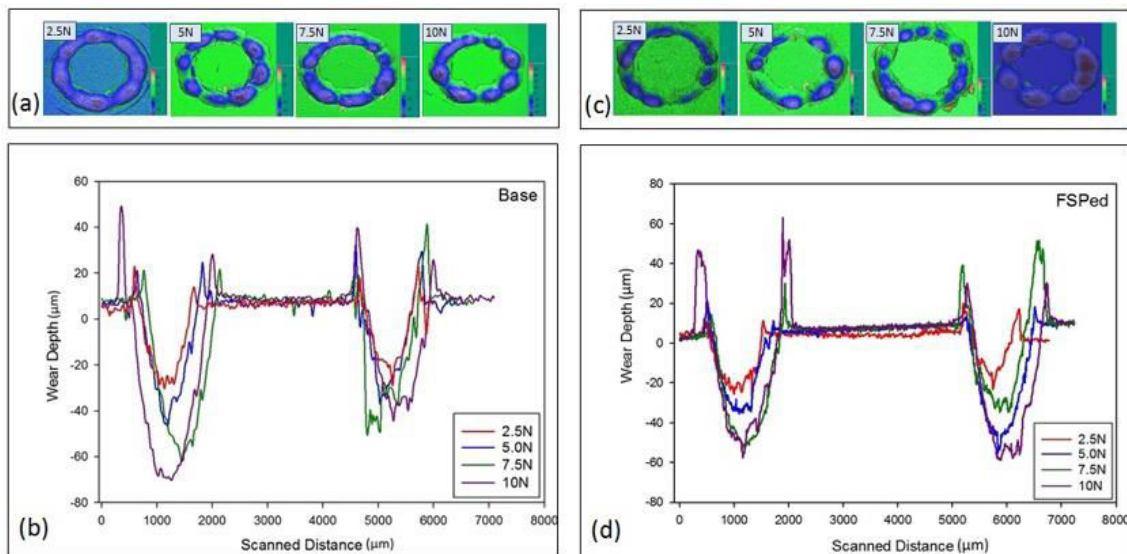 2.5N 5N 7.5N 10N
(a)
2.5N 5N 7.5N 10N
(c)
Base
Wear Depth (µm)
60
40
20
0
-20
-40
-60
-80
2.5N
5.0N
7.5N
10N
0 1000 2000 3000 4000 5000 6000 7000 8000
Scanned Distance (µm)
(b)
FSPed
Wear Depth (µm)
80
60
40
20
0
-20
-40
-60
-80
2.5N
5.0N
7.5N
10N
0 1000 2000 3000 4000 5000 6000 7000 8000
Scanned Distance (µm)
(d)